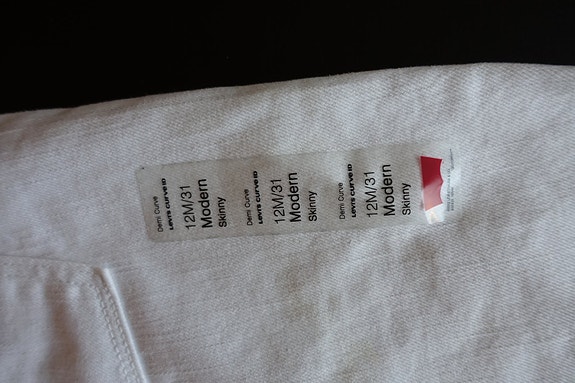 Demi Curve
Levi's CURVE ID
12M/31
Modern
Skinny
Demi Curve
Levi's CURVE ID
12M/31
Modern
Skinny
Demi Curve
Levi's CURVE ID
12M/31
Modern
Skinny